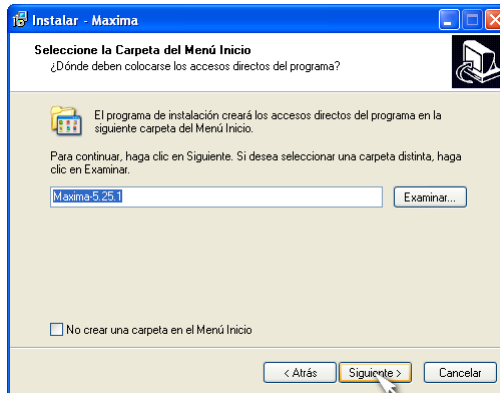 Instalar - Maxima
Seleccione la Carpeta del Menú Inicio
¿Dónde deben colocarse los accesos directos del programa?
El programa de instalación creará los accesos directos del programa en la
siguiente carpeta del Menú Inicio.
Para continuar, haga clic en Siguiente. Si desea seleccionar una carpeta distinta, haga
clic en Examinar.
Maxima-5.25.1
Examinar...
No crear una carpeta en el Menú Inicio
< Atrás
Siguiente >
Cancelar